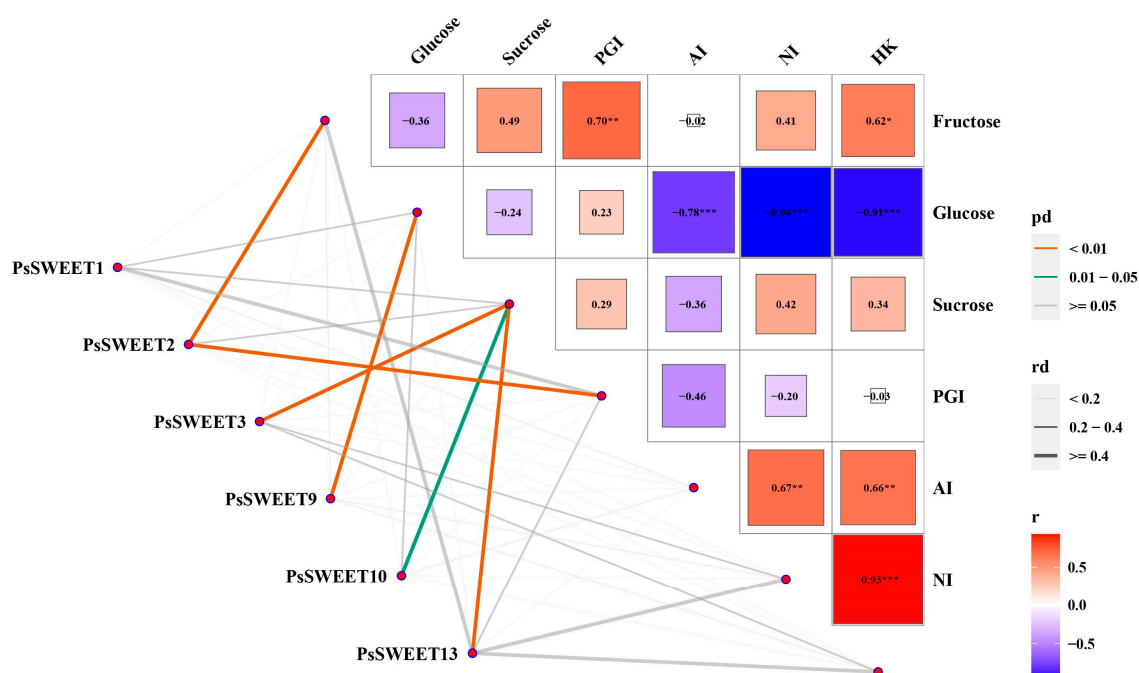 Glucose Sucrose PGI AI NI HK
−0.36 0.49 0.70** −0.02 0.41 0.62* Fructose
−0.24 0.23 −0.78*** −0.94*** −0.91*** Glucose
0.29 −0.36 0.42 0.34 Sucrose
−0.46 −0.20 −0.03 PGI
0.67** 0.66** AI
0.93*** NI
PsSWEET1
PsSWEET2
PsSWEET3
PsSWEET9
PsSWEET10
PsSWEET13
pd
< 0.01
0.01 − 0.05
>= 0.05
rd
< 0.2
0.2 − 0.4
>= 0.4
r
0.5
0.0
−0.5